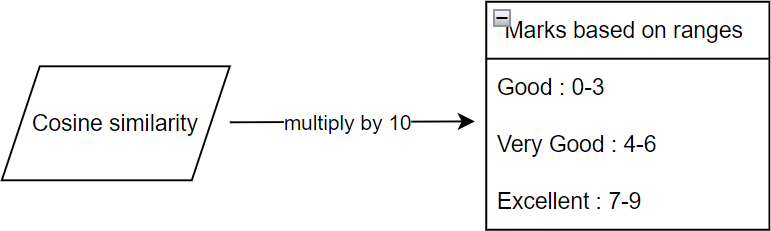 Cosine similarity
multiply by 10
Marks based on ranges
Good : 0-3
Very Good : 4-6
Excellent : 7-9